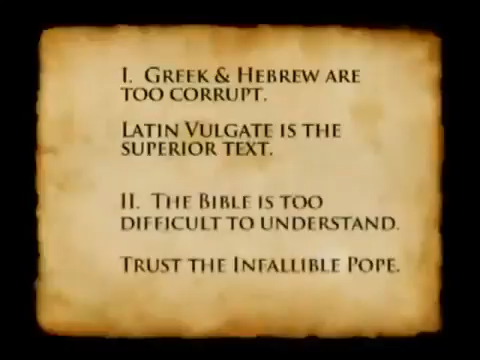 I. Greek & Hebrew are
too corrupt.
Latin Vulgate is the
superior text.
II. The Bible is too
difficult to understand.
Trust the Infallible Pope.